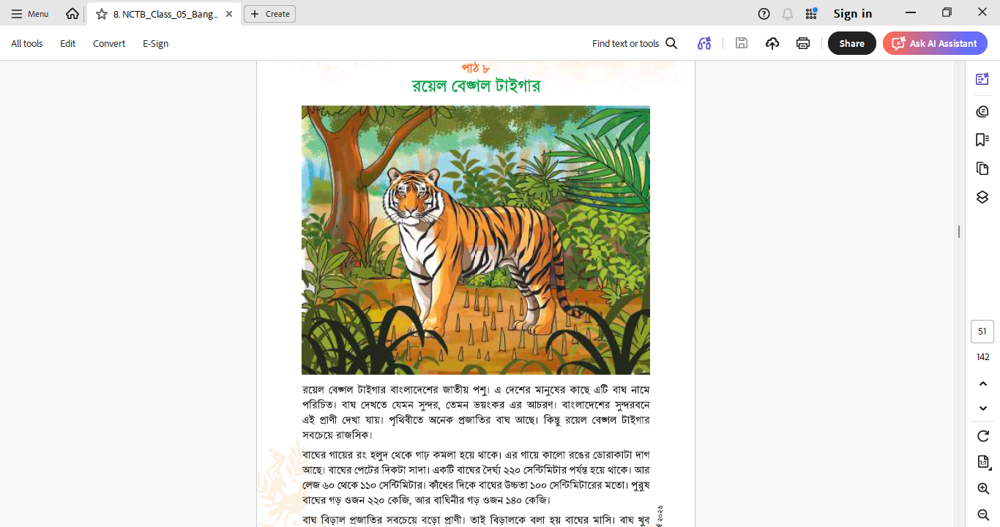 Menu
8. NCTB_Class_05_Bang..
Create
Sign in
All tools
Edit
Convert
E-Sign
Find text or tools
Share
Ask AI Assistant
পাঠ ৮
রয়েল বেঙ্গল টাইগার
রয়েল বেঙ্গল টাইগার বাংলাদেশের জাতীয় পশু। এ দেশের মানুষের কাছে এটি বাঘ নামে
পরিচিত। বাঘ দেখতে যেমন সুন্দর, তেমন ভয়ংকর এর আচরণ। বাংলাদেশের সুন্দরবনে
এই প্রাণী দেখা যায়। পৃথিবীতে অনেক প্রজাতির বাঘ আছে। কিন্তু রয়েল বেঙ্গল টাইগার
সবচেয়ে রাজসিক।
বাঘের গায়ের রং হলুদ থেকে গাঢ় কমলা হয়ে থাকে। এর গায়ে কালো রঙের ডোরাকাটা দাগ
আছে। বাঘের পেটের দিকটা সাদা। একটি বাঘের দৈর্ঘ্য ২২০ সেন্টিমিটার পর্যন্ত হয়ে থাকে। আর
লেজ ৬০ থেকে ১১০ সেন্টিমিটার। কাঁধের দিকে বাঘের উচ্চতা ১০০ সেন্টিমিটারের মতো। পুরুষ
বাঘের গড় ওজন ২২০ কেজি, আর বাঘিনীর গড় ওজন ১৪০ কেজি।
বাঘ বিড়াল প্রজাতির সবচেয়ে বড়ো প্রাণী। তাই বিড়ালকে বলা হয় বাঘের মাসি। বাঘ খুব
২০২৬
51
142
1:1